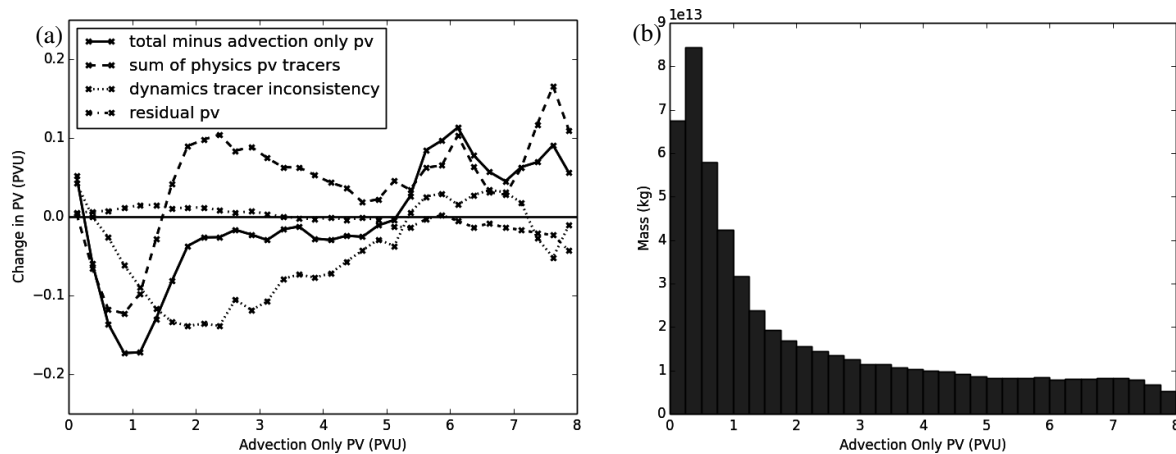 (a)
total minus advection only pv
sum of physics pv tracers
dynamics tracer inconsistency
residual pv
0.2
0.1
0.0
−0.1
−0.2
Change in PV (PVU)
0 1 2 3 4 5 6 7 8
Advection Only PV (PVU)
(b)
1e13
9
8
7
6
5
4
3
2
1
0
Mass (kg)
0 1 2 3 4 5 6 7 8
Advection Only PV (PVU)